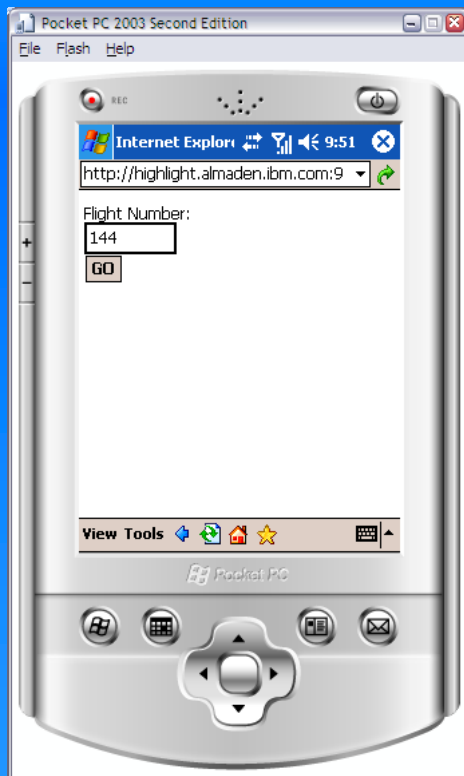 Pocket PC 2003 Second Edition
File Flash Help
REC
Internet Explor 9:51
http://highlight.almaden.ibm.com:9
Flight Number:
144
GO
View Tools
Pocket PC